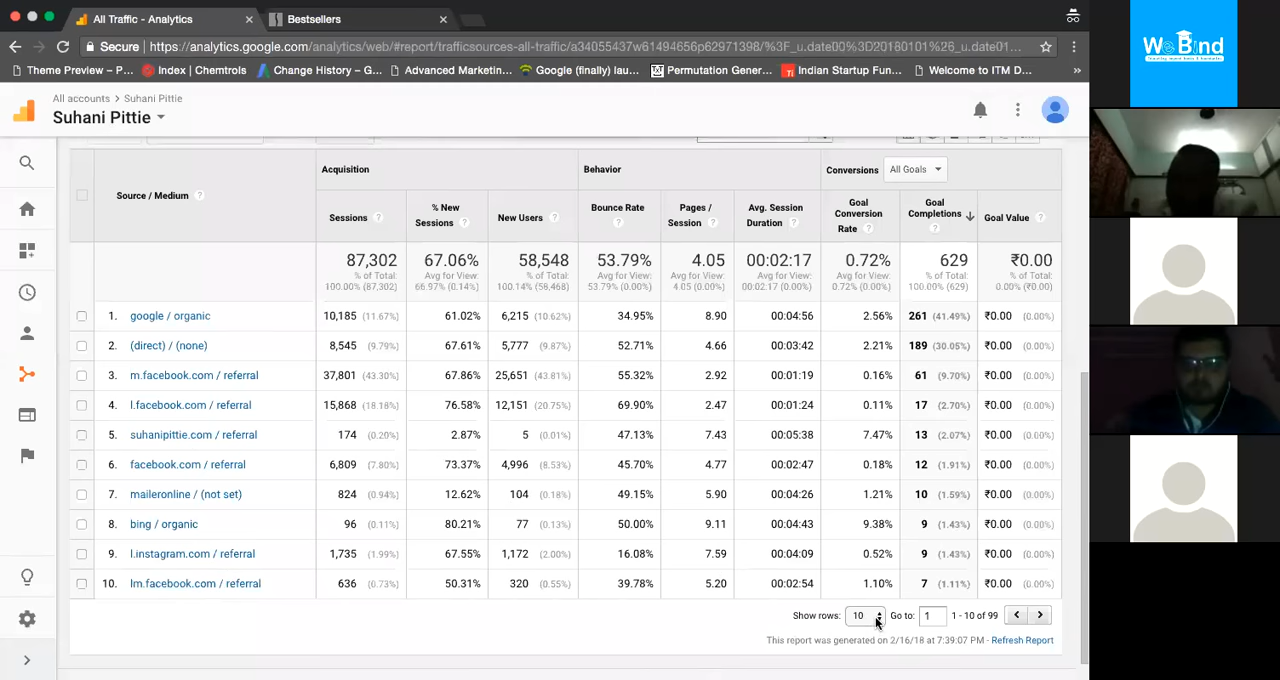 All Traffic - Analytics
Bestsellers
Secure https://analytics.google.com/analytics/web/#report/trafficsources-all-traffic/a34055437w61494656p62971398/%3F_u.date00%3D20180101%26_u.date01...
Theme Preview – P...
Index | Chemtrols
Change History – G...
Advanced Marketin...
Google (finally) lau...
Permutation Gener...
Indian Startup Fun...
Welcome to ITM D...
»
All accounts > Suhani Pittie
Suhani Pittie
Source / Medium
Acquisition
Behavior
Conversions All Goals
Sessions
% New Sessions
New Users
Bounce Rate
Pages / Session
Avg. Session Duration
Goal Conversion Rate
Goal Completions
Goal Value
87,302 67.06% 58,548 53.79% 4.05 00:02:17 0.72% 629 ₹0.00
% of Total: Avg for View: % of Total: Avg for View: Avg for View: Avg for View: Avg for View: % of Total: % of Total:
100.00% (87,302) 66.97% (0.14%) 100.14% (58,468) 53.79% (0.00%) 4.05 (0.00%) 00:02:17 (0.00%) 0.72% (0.00%) 100.00% (629) 0.00% (₹0.00)
1. google / organic 10,185 (11.67%) 61.02% 6,215 (10.62%) 34.95% 8.90 00:04:56 2.56% 261 (41.49%) ₹0.00 (0.00%)
2. (direct) / (none) 8,545 (9.79%) 67.61% 5,777 (9.87%) 52.71% 4.66 00:03:42 2.21% 189 (30.05%) ₹0.00 (0.00%)
3. m.facebook.com / referral 37,801 (43.30%) 67.86% 25,651 (43.81%) 55.32% 2.92 00:01:19 0.16% 61 (9.70%) ₹0.00 (0.00%)
4. l.facebook.com / referral 15,868 (18.18%) 76.58% 12,151 (20.75%) 69.90% 2.47 00:01:24 0.11% 17 (2.70%) ₹0.00 (0.00%)
5. suhanipittie.com / referral 174 (0.20%) 2.87% 5 (0.01%) 47.13% 7.43 00:05:38 7.47% 13 (2.07%) ₹0.00 (0.00%)
6. facebook.com / referral 6,809 (7.80%) 73.37% 4,996 (8.53%) 45.70% 4.77 00:02:47 0.18% 12 (1.91%) ₹0.00 (0.00%)
7. maileronline / (not set) 824 (0.94%) 12.62% 104 (0.18%) 49.15% 5.90 00:04:26 1.21% 10 (1.59%) ₹0.00 (0.00%)
8. bing / organic 96 (0.11%) 80.21% 77 (0.13%) 50.00% 9.11 00:04:43 9.38% 9 (1.43%) ₹0.00 (0.00%)
9. l.instagram.com / referral 1,735 (1.99%) 67.55% 1,172 (2.00%) 16.08% 7.59 00:04:09 0.52% 9 (1.43%) ₹0.00 (0.00%)
10. lm.facebook.com / referral 636 (0.73%) 50.31% 320 (0.55%) 39.78% 5.20 00:02:54 1.10% 7 (1.11%) ₹0.00 (0.00%)
Show rows: 10 Go to: 1 1 - 10 of 99
This report was generated on 2/16/18 at 7:39:07 PM - Refresh Report
We Bind